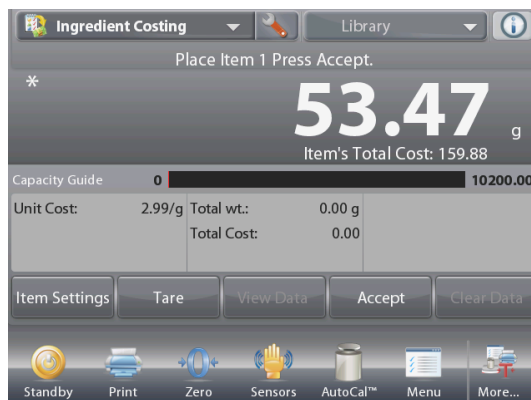 Ingredient Costing Library
Place Item 1 Press Accept.
*
53.47 g
Item's Total Cost: 159.88
Capacity Guide 0 10200.00
Unit Cost: 2.99/g Total wt.: 0.00 g
Total Cost: 0.00
Item Settings Tare View Data Accept Clear Data
Standby Print Zero Sensors AutoCal™ Menu More...